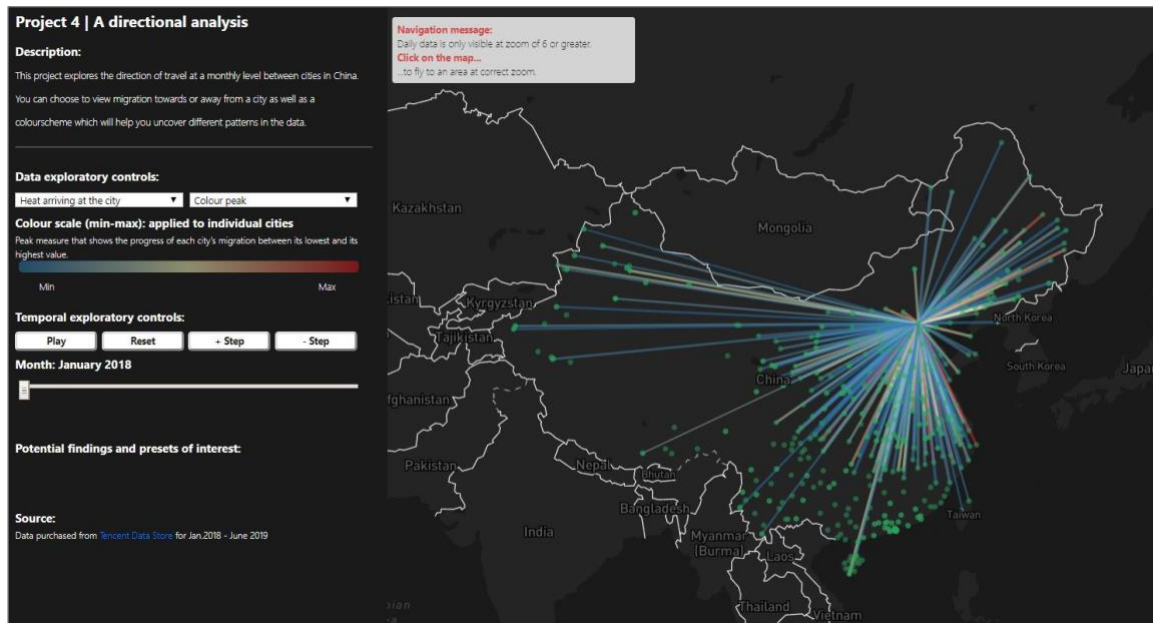 Project 4 | A directional analysis
Description:
This project explores the direction of travel at a monthly level between cities in China.
You can choose to view migration towards or away from a city as well as a
colourscheme which will help you uncover different patterns in the data.
Data exploratory controls:
Heat arriving at the city
Colour peak
Colour scale (min-max): applied to individual cities
Peak measure that shows the progress of each city's migration between its lowest and its
highest value.
Min
Max
Temporal exploratory controls:
Play
Reset
+ Step
- Step
Month: January 2018
Potential findings and presets of interest:
Source:
Data purchased from Tencent Data Store for Jan.2018 - June 2019
Navigation message:
Daily data is only visible at zoom of 6 or greater.
Click on the map...
...to fly to an area at correct zoom.
Kazakhstan
Mongolia
Kyrgyzstan
Tajikistan
North Korea
South Korea
China
Pakistan
Nepal
Bhutan
Bangladesh
India
Myanmar
(Burma)
Laos
Taiwan
Thailand
Vietnam